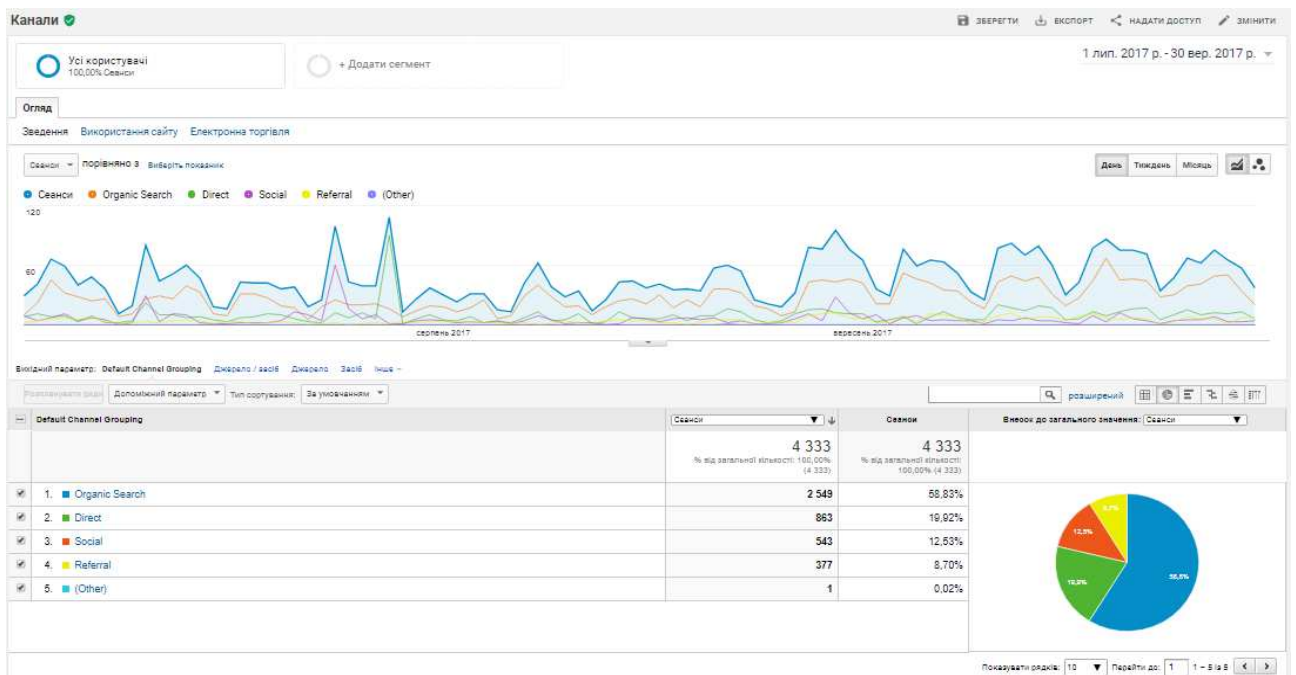 Канали
ЗБЕРЕГТИ ЕКСПОРТ НАДАТИ ДОСТУП ЗМІНИТИ
Усі користувачі
100,00% Сеанси
+ Додати сегмент
1 лип. 2017 р. - 30 вер. 2017 р.
Огляд
Зведення Використання сайту Електронна торгівля
Сеанси порівняно з Виберіть показник
День Тиждень Місяць
Сеанси Organic Search Direct Social Referral (Other)
120
60
серпень 2017 вересень 2017
Вихідний параметр: Default Channel Grouping Джерело / засіб Джерело Засіб Інше
Допоміжний параметр Тип сортування: За умовчанням
розширений
Default Channel Grouping Сеанси Сеанси Внесок до загального значення: Сеанси
4 333 4 333
% від загальної кількості: 100,00% (4 333) % від загальної кількості: 100,00% (4 333)
1. Organic Search 2 549 58,83%
2. Direct 863 19,92%
3. Social 543 12,53%
4. Referral 377 8,70%
5. (Other) 1 0,02%
12,5%
Показувати рядків: 10 Перейти до: 1 1 – 5 із 5